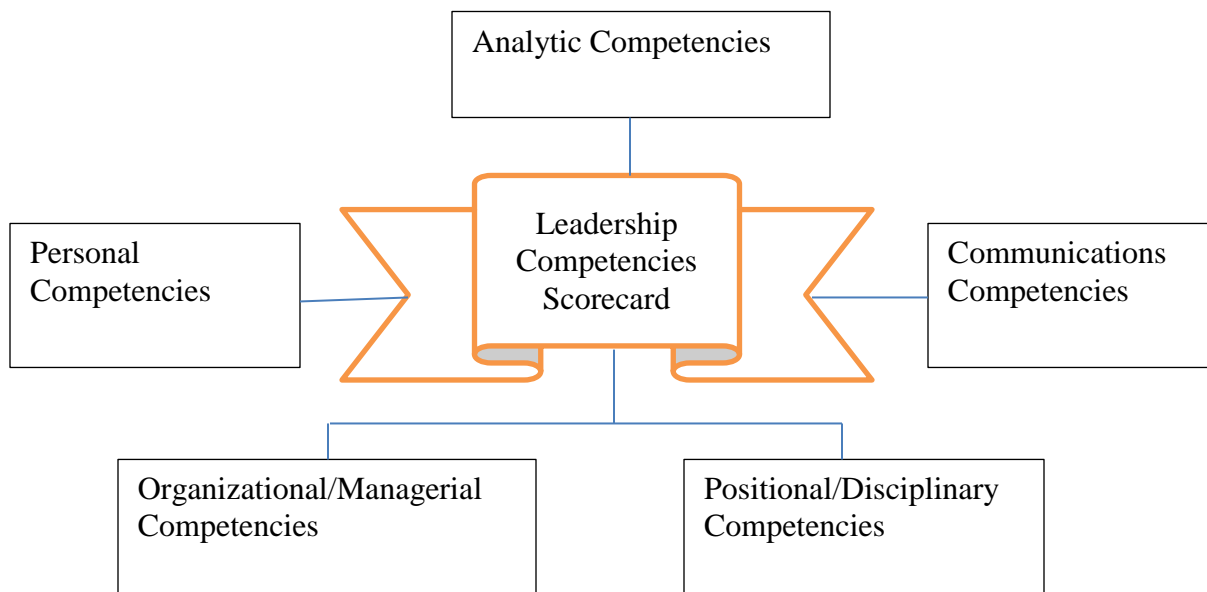 Analytic Competencies
Leadership
Competencies
Scorecard
Personal
Competencies
Communications
Competencies
Organizational/Managerial
Competencies
Positional/Disciplinary
Competencies